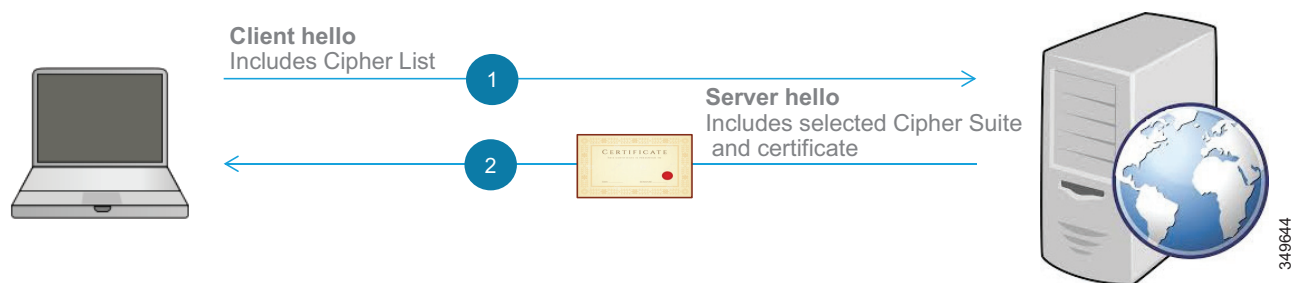 Client hello
Includes Cipher List
1
Server hello
Includes selected Cipher Suite
and certificate
2
CERTIFICATE
349644